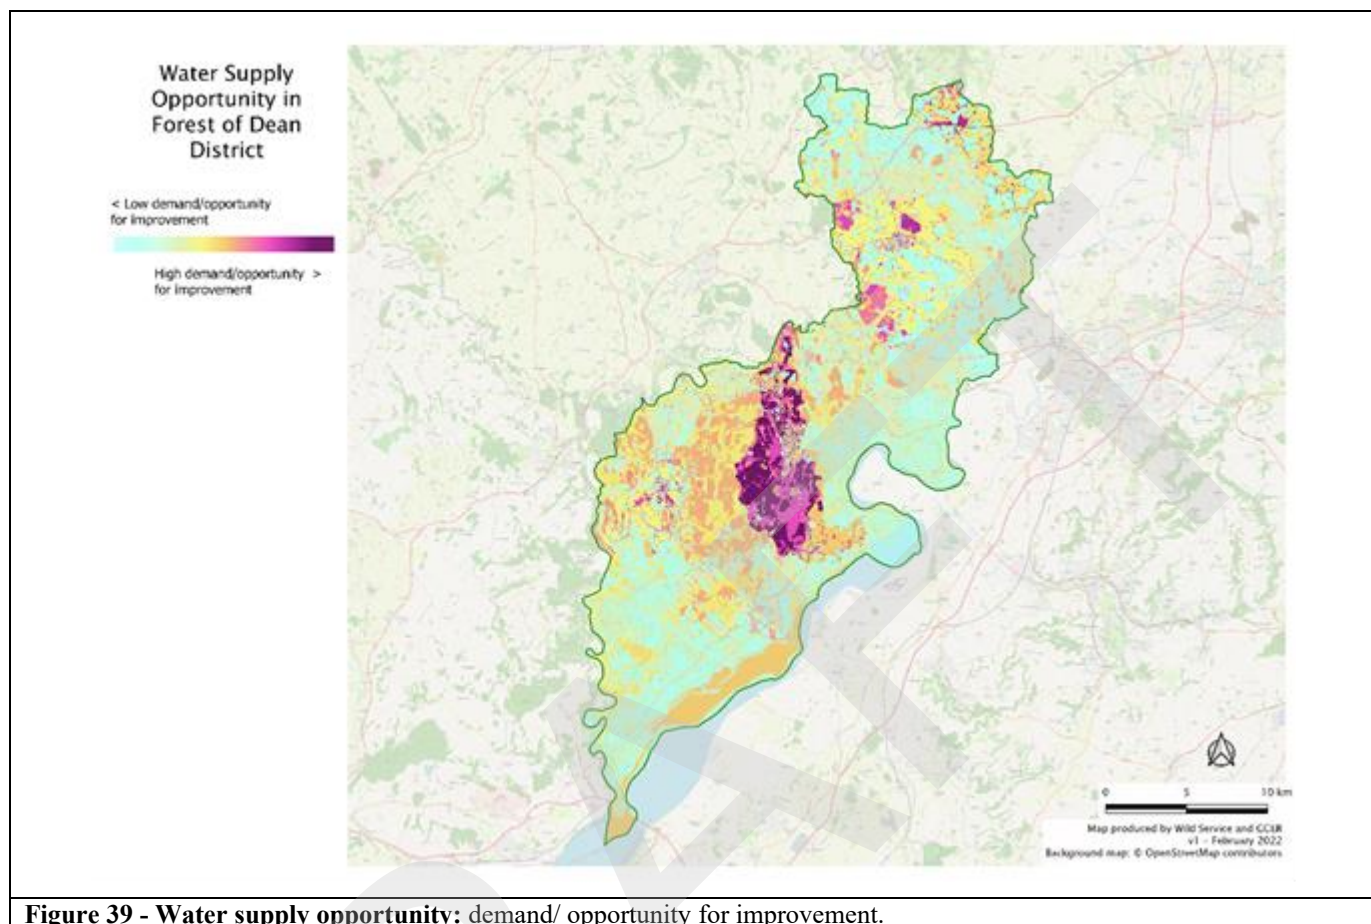 Water Supply
Opportunity in
Forest of Dean
District
< Low demand/opportunity
for improvement
High demand/opportunity >
for improvement
0 5 10 km
Map produced by Wild Service and GCER
v1 - February 2022
Background map: © OpenStreetMap contributors
Figure 39 - Water supply opportunity: demand/ opportunity for improvement.